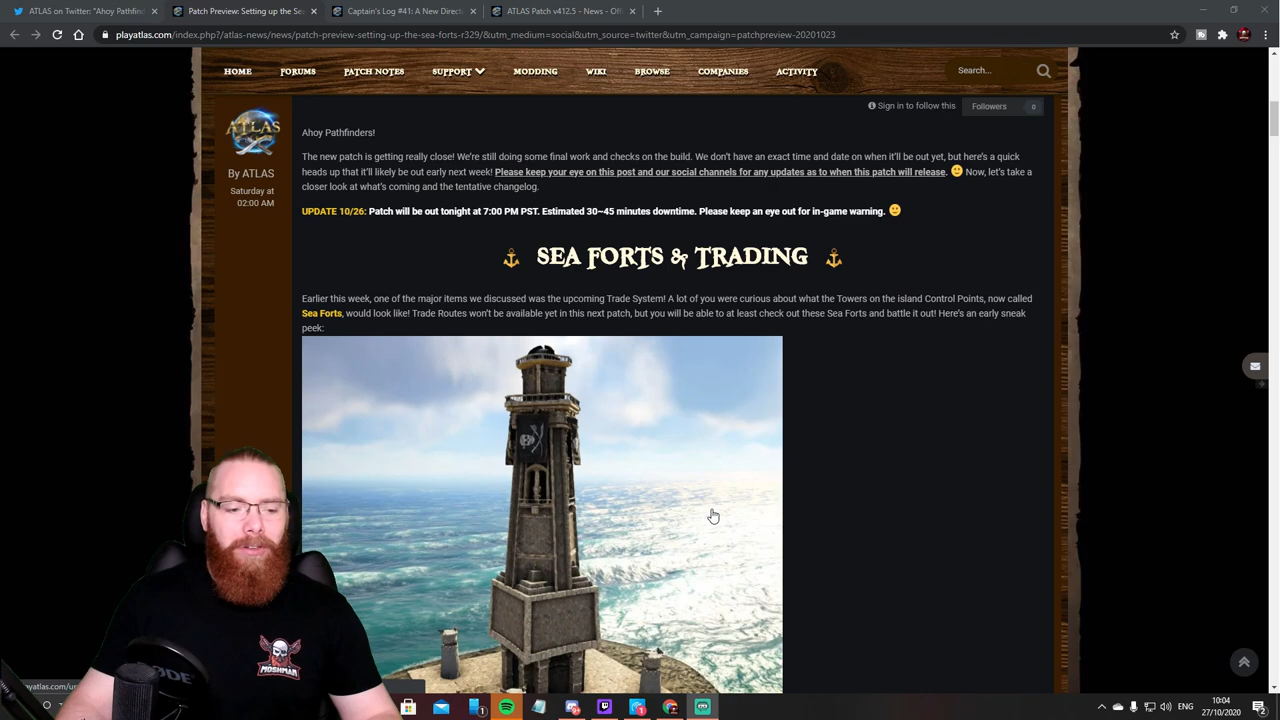 ATLAS on Twitter: "Ahoy Pathfind
Patch Preview: Setting up the Se
Captain's Log #41: A New Direct
ATLAS Patch v412.5 - News - Of
playatlas.com/index.php?/atlas-news/news/patch-preview-setting-up-the-sea-forts-r329/&utm_medium=social&utm_source=twitter&utm_campaign=patchpreview-20201023
HOME FORUMS PATCH NOTES SUPPORT MODDING WIKI BROWSE COMPANIES ACTIVITY Search...
Sign in to follow this Followers 0
ATLAS
By ATLAS
Saturday at
02:00 AM
Ahoy Pathfinders!
The new patch is getting really close! We're still doing some final work and checks on the build. We don't have an exact time and date on when it'll be out yet, but here's a quick
heads up that it'll likely be out early next week! Please keep your eye on this post and our social channels for any updates as to when this patch will release. Now, let's take a
closer look at what's coming and the tentative changelog.
UPDATE 10/26: Patch will be out tonight at 7:00 PM PST. Estimated 30~45 minutes downtime. Please keep an eye out for in-game warning.
SEA FORTS & TRADING
Earlier this week, one of the major items we discussed was the upcoming Trade System! A lot of you were curious about what the Towers on the island Control Points, now called
Sea Forts, would look like! Trade Routes won't be available yet in this next patch, but you will be able to at least check out these Sea Forts and battle it out! Here's an early sneak
peek:
MOSHMAN
ENG
10:04
27/10/2020